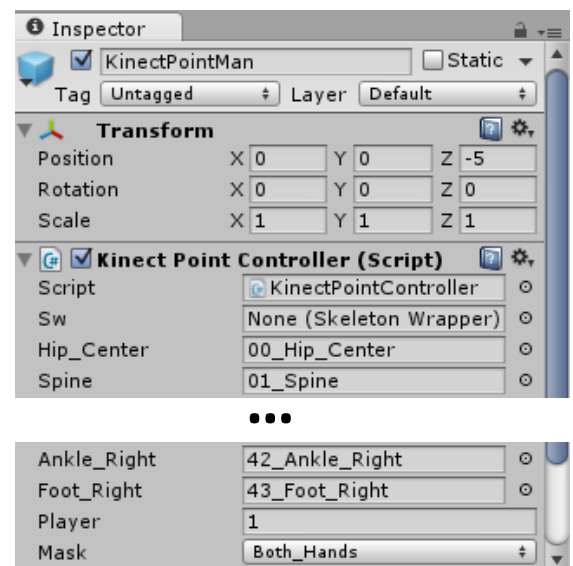 Inspector
KinectPointMan Static
Tag Untagged Layer Default
Transform
Position X 0 Y 0 Z -5
Rotation X 0 Y 0 Z 0
Scale X 1 Y 1 Z 1
Kinect Point Controller (Script)
Script KinectPointController
Sw None (Skeleton Wrapper)
Hip_Center 00_Hip_Center
Spine 01_Spine
•••
Ankle_Right 42_Ankle_Right
Foot_Right 43_Foot_Right
Player 1
Mask Both_Hands